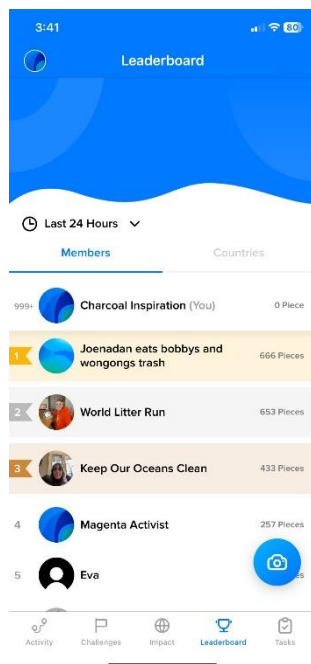 3:41
80
Leaderboard
Last 24 Hours
Members
Countries
999+
Charcoal Inspiration (You)
0 Piece
1
Joenadan eats bobbys and
wongongs trash
666 Pieces
2
World Litter Run
653 Pieces
3
Keep Our Oceans Clean
433 Pieces
4
Magenta Activist
257 Pieces
5
Eva
Activity
Challenges
Impact
Leaderboard
Tasks